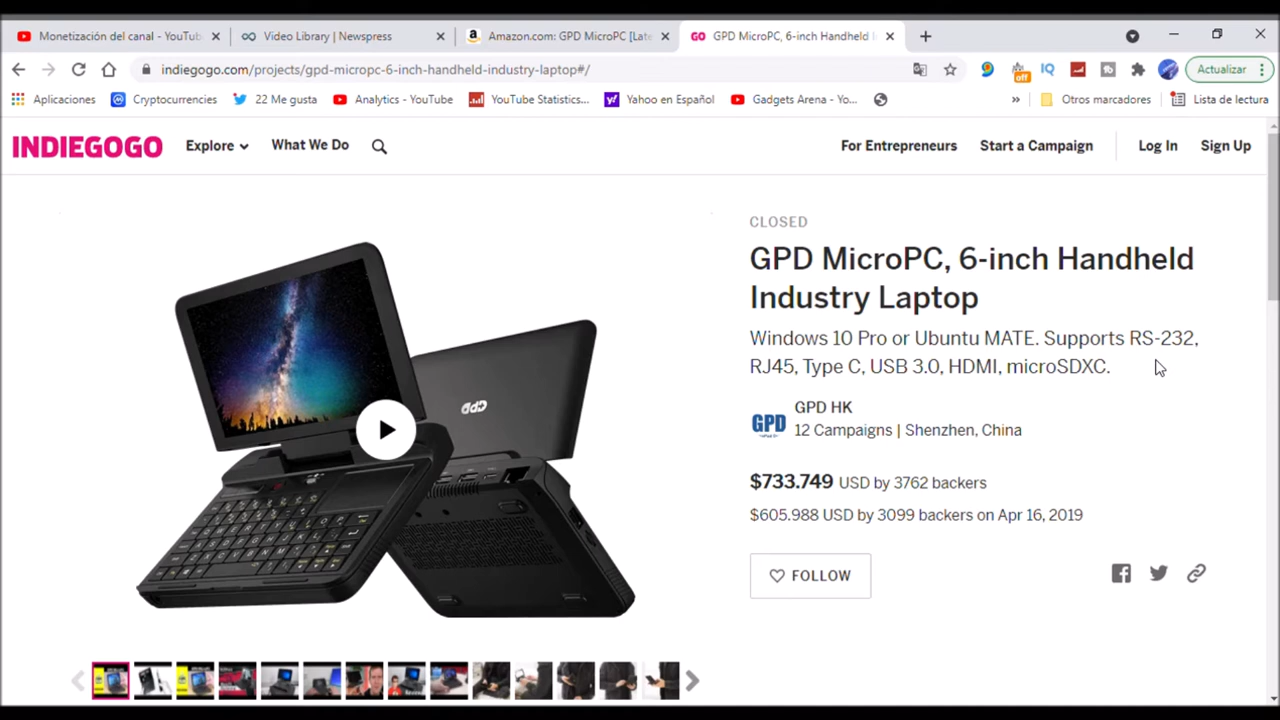 Monetización del canal - YouTub
Video Library | Newspress
Amazon.com: GPD MicroPC [Late
GO GPD MicroPC, 6-inch Handheld I
indiegogo.com/projects/gpd-micropc-6-inch-handheld-industry-laptop#/
off
IQ
Actualizar
Aplicaciones
Cryptocurrencies
22 Me gusta
Analytics - YouTube
YouTube Statistics...
Yahoo en Español
Gadgets Arena - Yo...
»
Otros marcadores
Lista de lectura
INDIEGOGO
Explore
What We Do
For Entrepreneurs
Start a Campaign
Log In
Sign Up
CLOSED
GPD MicroPC, 6-inch Handheld
Industry Laptop
Windows 10 Pro or Ubuntu MATE. Supports RS-232,
RJ45, Type C, USB 3.0, HDMI, microSDXC.
GPD
GPD HK
12 Campaigns | Shenzhen, China
$733.749 USD by 3762 backers
$605.988 USD by 3099 backers on Apr 16, 2019
FOLLOW
GPD